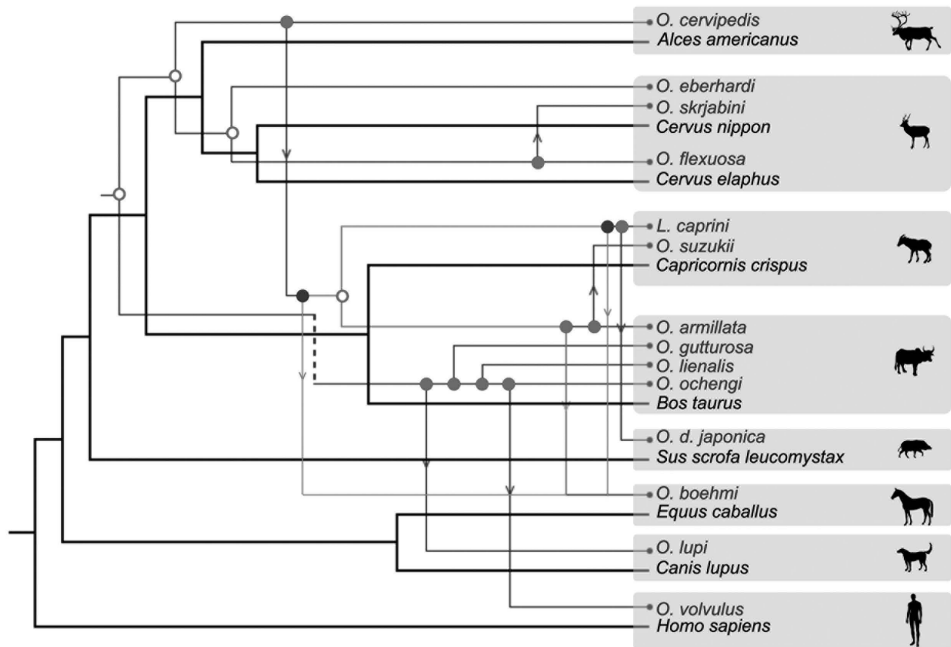 O. cervipedis
Alces americanus
O. eberhardi
O. skrjabini
Cervus nippon
O. flexuosa
Cervus elaphus
L. caprini
O. suzukii
Capricornis crispus
O. armillata
O. gutturosa
O. lienalis
O. ochengi
Bos taurus
O. d. japonica
Sus scrofa leucomystax
O. boehmi
Equus caballus
O. lupi
Canis lupus
O. volvulus
Homo sapiens